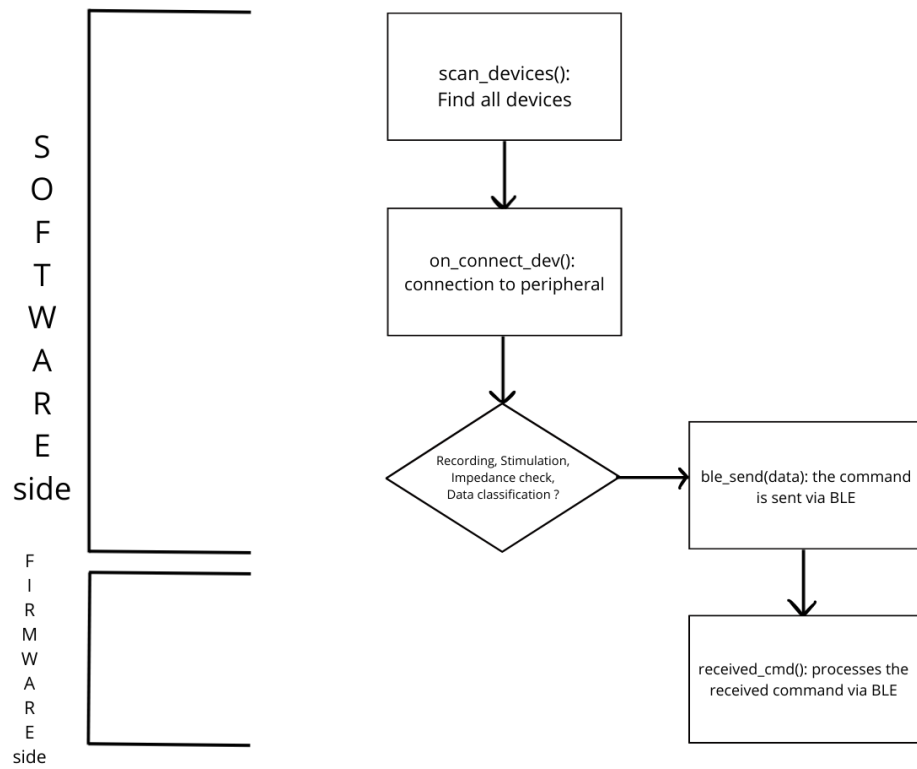 scan_devices():
Find all devices
on_connect_dev():
connection to peripheral
Recording, Stimulation,
Impedance check,
Data classification ?
ble_send(data): the command
is sent via BLE
received_cmd(): processes the
received command via BLE
S
O
F
T
W
A
R
E
side
F
I
R
M
W
A
R
E
side